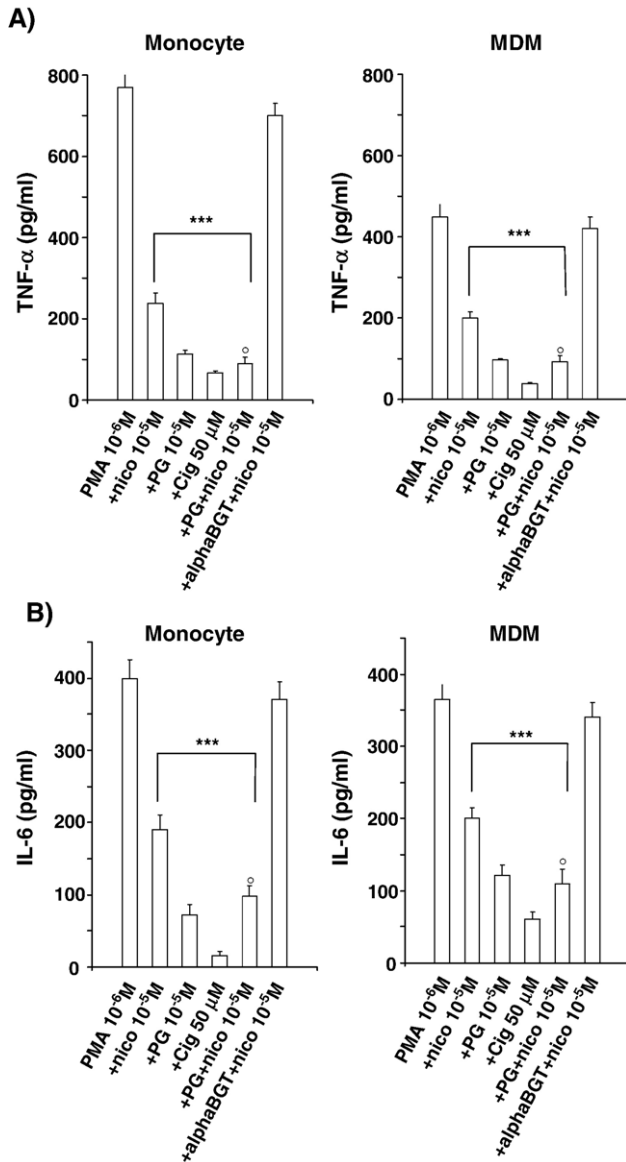 A)
Monocyte
TNF-α (pg/ml)
800
600
400
200
0
***
○
PMA 10⁻⁶M
+nico 10⁻⁵M
+PG 10⁻⁵M
+Cig 50 μM
+PG+nico 10⁻⁵M
+alphaBGT+nico 10⁻⁵M
MDM
TNF-α (pg/ml)
800
600
400
200
0
***
○
PMA 10⁻⁶M
+nico 10⁻⁵M
+PG 10⁻⁵M
+Cig 50 μM
+PG+nico 10⁻⁵M
+alphaBGT+nico 10⁻⁵M
B)
Monocyte
IL-6 (pg/ml)
400
300
200
100
0
***
○
PMA 10⁻⁶M
+nico 10⁻⁵M
+PG 10⁻⁵M
+Cig 50 μM
+PG+nico 10⁻⁵M
+alphaBGT+nico 10⁻⁵M
MDM
IL-6 (pg/ml)
400
300
200
100
0
***
○
PMA 10⁻⁶M
+nico 10⁻⁵M
+PG 10⁻⁵M
+Cig 50 μM
+PG+nico 10⁻⁵M
+alphaBGT+nico 10⁻⁵M